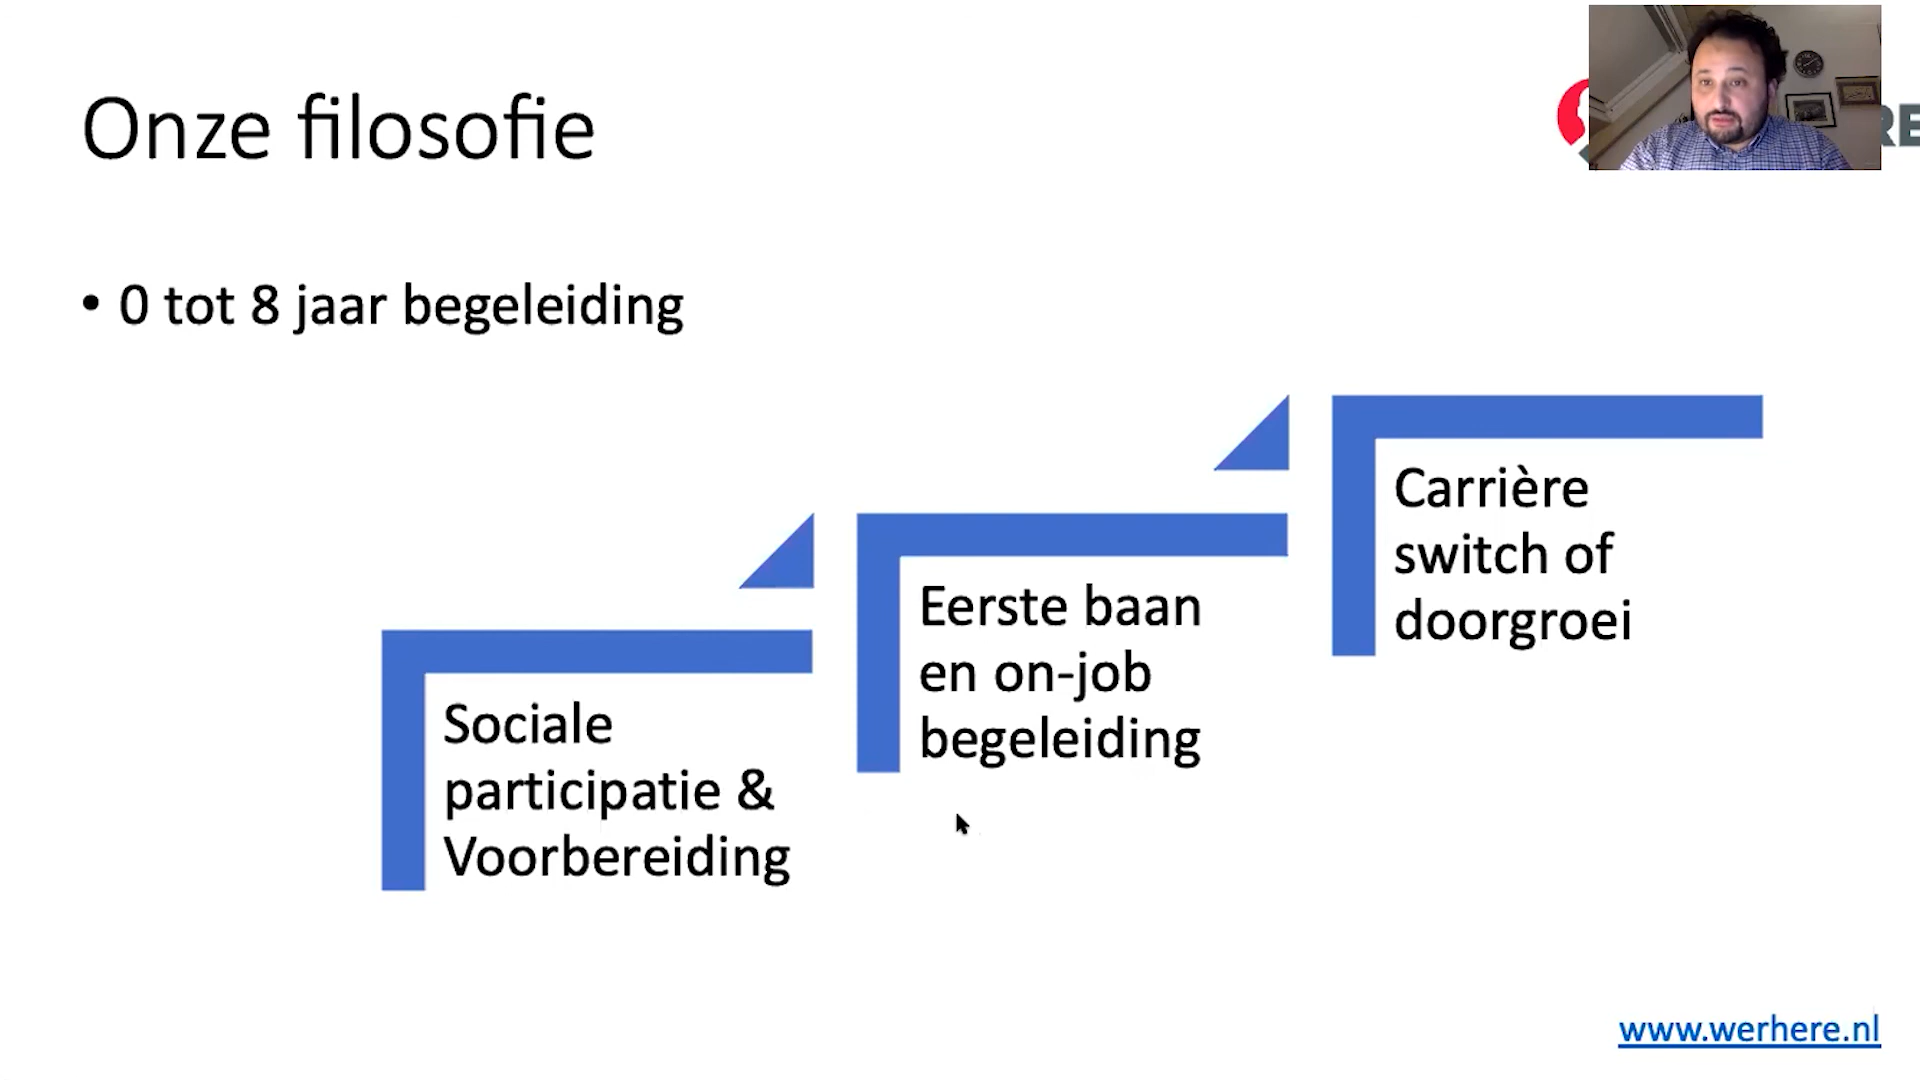 Onze filosofie
RE
• 0 tot 8 jaar begeleiding
Sociale
participatie &
Voorbereiding
Eerste baan
en on-job
begeleiding
Carrière
switch of
doorgroei
www.werhere.nl